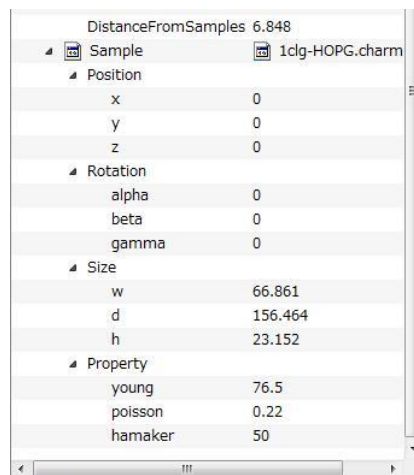 DistanceFromSamples 6.848
Sample 1clg-HOPG.charm
Position
x 0
y 0
z 0
Rotation
alpha 0
beta 0
gamma 0
Size
w 66.861
d 156.464
h 23.152
Property
young 76.5
poisson 0.22
hamaker 50